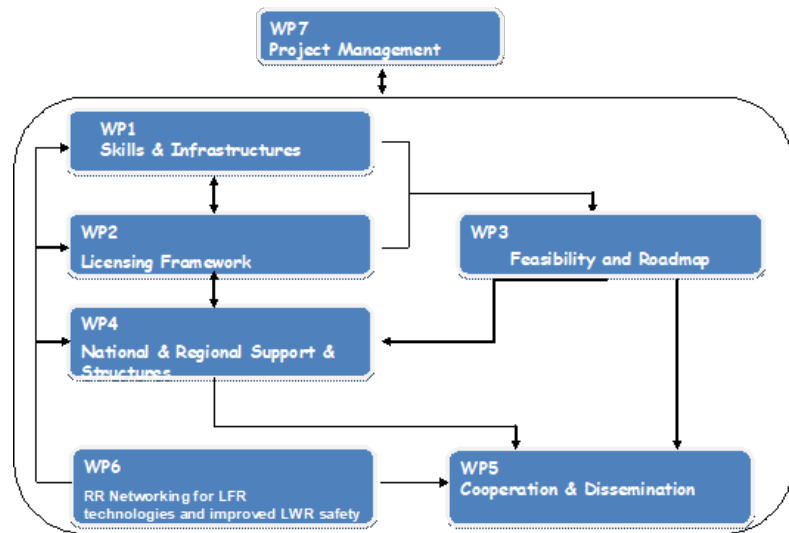 WP7
Project Management
WP1
Skills & Infrastructures
WP2
Licensing Framework
WP3
Feasibility and Roadmap
WP4
National & Regional Support &
Structures
WP6
RR Networking for LFR
technologies and improved LWR safety
WP5
Cooperation & Dissemination